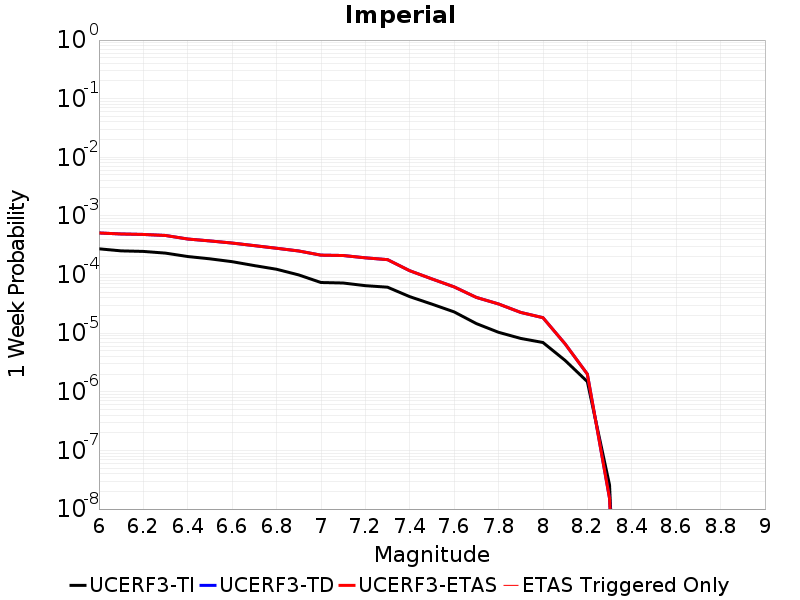 Imperial
10^0
10^-1
10^-2
10^-3
10^-4
10^-5
10^-6
10^-7
10^-8
1 Week Probability
6 6.2 6.4 6.6 6.8 7 7.2 7.4 7.6 7.8 8 8.2 8.4 8.6 8.8 9
Magnitude
UCERF3-TI UCERF3-TD UCERF3-ETAS ETAS Triggered Only